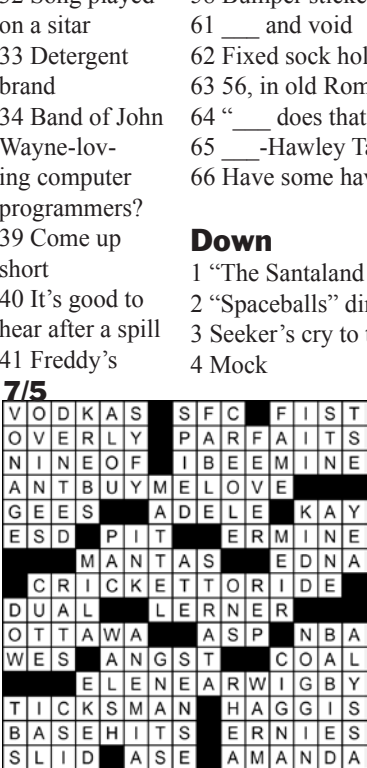 32 Song played
on a sitar
33 Detergent
brand
34 Band of John
Wayne-lov-
ing computer
programmers?
39 Come up
short
40 It's good to
hear after a spill
41 Freddy's
Bumper
61 ___ and void
62 Fixed sock hol
63 56, in old Rom
64 “___ does that
65 ___-Hawley Ta
66 Have some hav
Down
1 “The Santaland
2 “Spaceballs” dir
3 Seeker's cry to
4 Mock
7/5
VODKAS SFC FIST
OVERLY PARFAITS
NINEOF IBEEMINE
ANTBUYMELOVE
GEES ADELE KAY
ESD PIT ERMINE
MANTAS EDNA
CRICKETTORIDE
DUAL LERNER
OTTAWA ASP NBA
WES ANGST COAL
ELENEARWIGBY
TICKSMAN HAGGIS
BASEHITS ERNIES
SLID ASE AMANDA